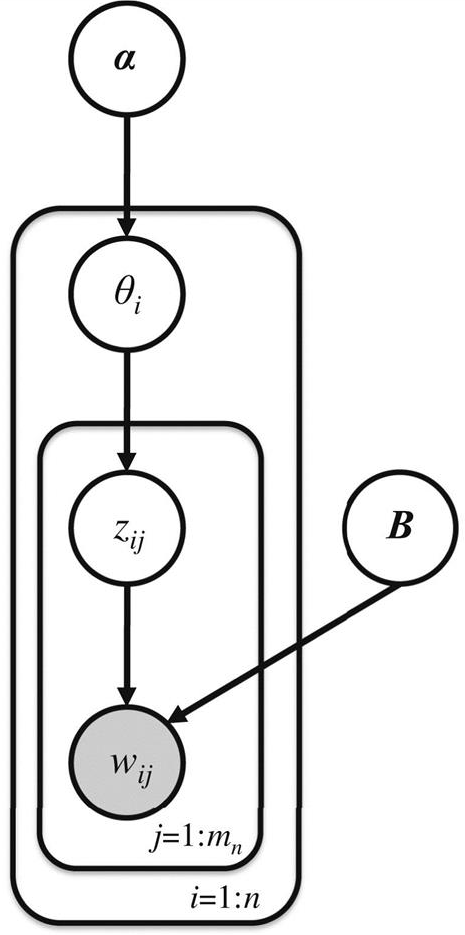 α
θi
zij
B
wij
j=1:mn
i=1:n